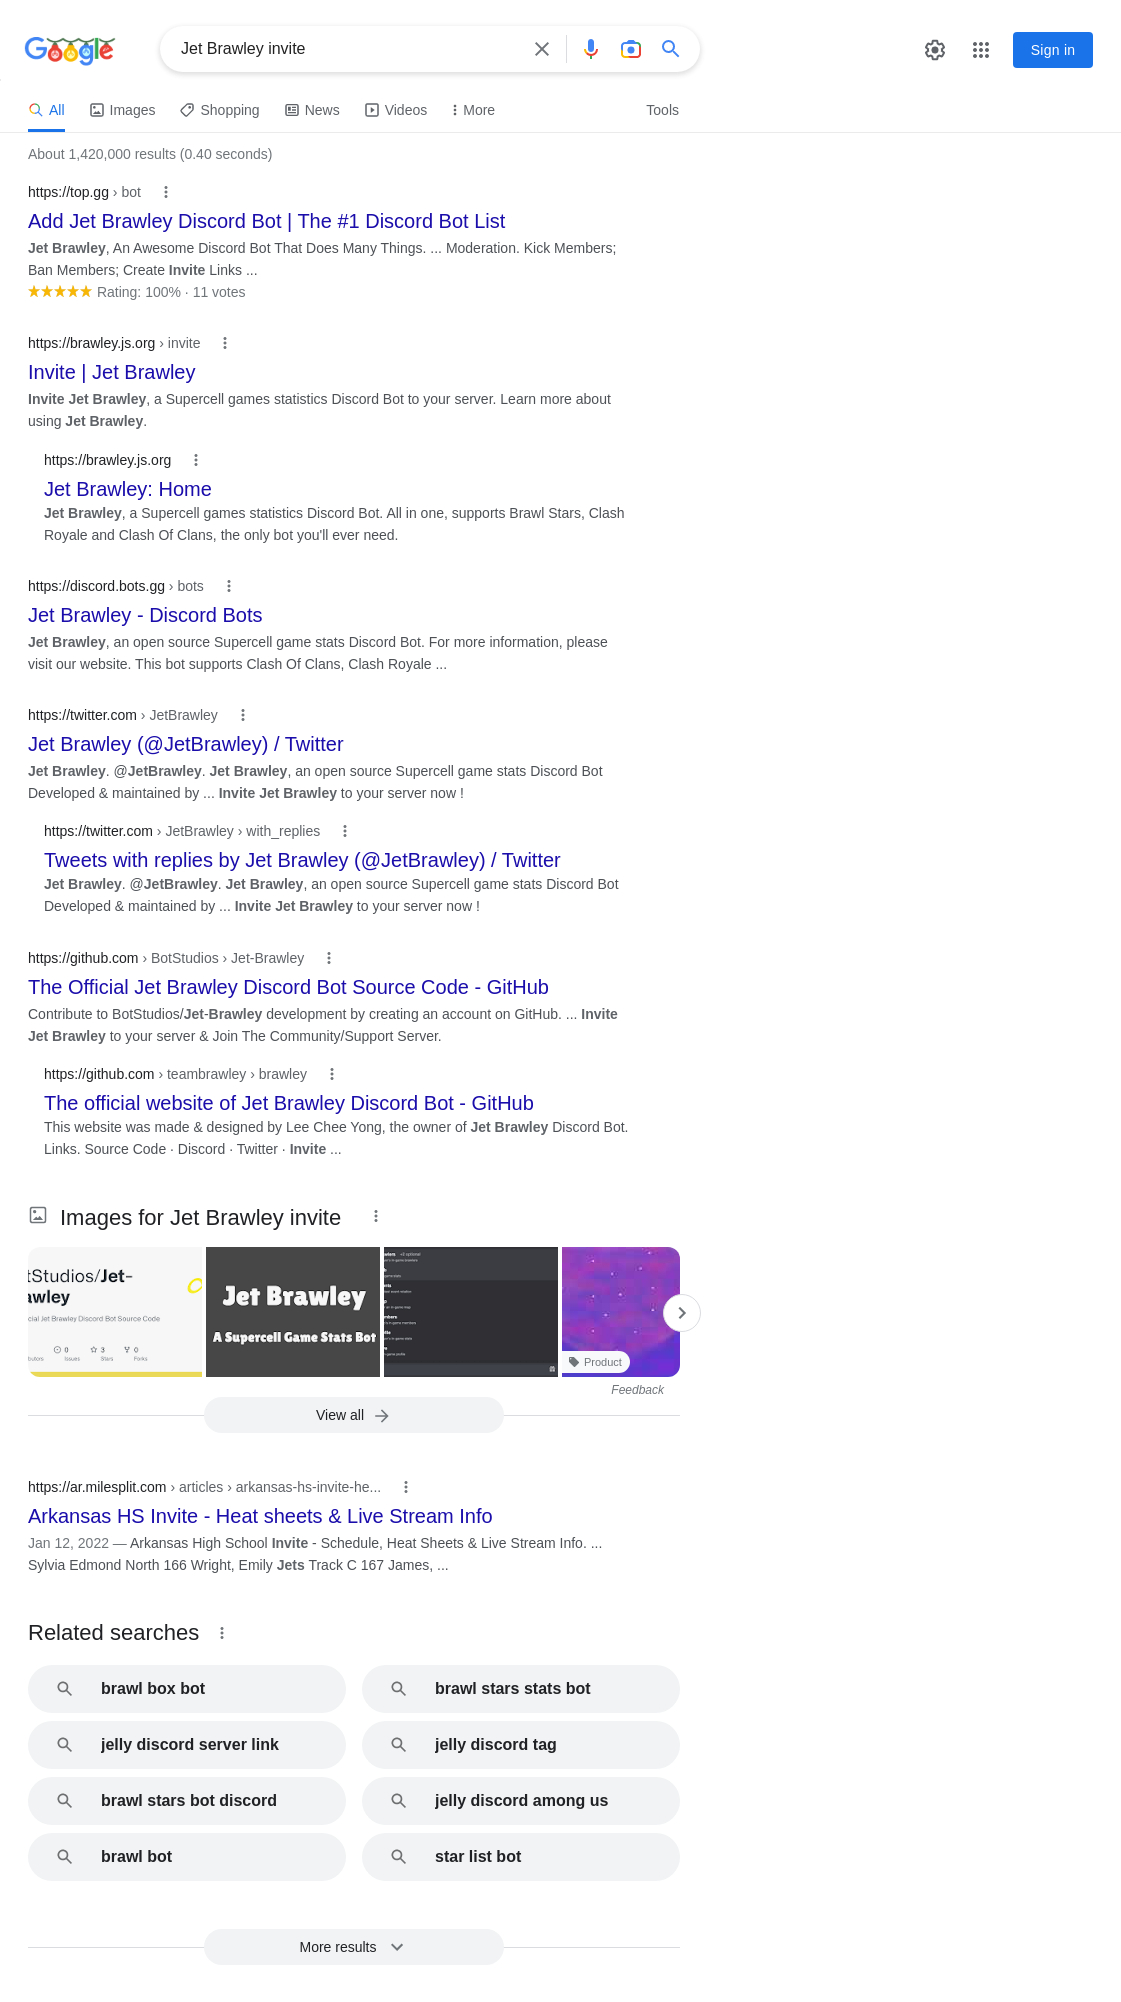 Google
Jet Brawley invite
Sign in
All
Images
Shopping
News
Videos
More
Tools
About 1,420,000 results (0.40 seconds)
https://top.gg › bot
Add Jet Brawley Discord Bot | The #1 Discord Bot List
Jet Brawley, An Awesome Discord Bot That Does Many Things. ... Moderation. Kick Members;
Ban Members; Create Invite Links ...
Rating: 100% · 11 votes
https://brawley.js.org › invite
Invite | Jet Brawley
Invite Jet Brawley, a Supercell games statistics Discord Bot to your server. Learn more about
using Jet Brawley.
https://brawley.js.org
Jet Brawley: Home
Jet Brawley, a Supercell games statistics Discord Bot. All in one, supports Brawl Stars, Clash
Royale and Clash Of Clans, the only bot you'll ever need.
https://discord.bots.gg › bots
Jet Brawley - Discord Bots
Jet Brawley, an open source Supercell game stats Discord Bot. For more information, please
visit our website. This bot supports Clash Of Clans, Clash Royale ...
https://twitter.com › JetBrawley
Jet Brawley (@JetBrawley) / Twitter
Jet Brawley. @JetBrawley. Jet Brawley, an open source Supercell game stats Discord Bot
Developed & maintained by ... Invite Jet Brawley to your server now !
https://twitter.com › JetBrawley › with_replies
Tweets with replies by Jet Brawley (@JetBrawley) / Twitter
Jet Brawley. @JetBrawley. Jet Brawley, an open source Supercell game stats Discord Bot
Developed & maintained by ... Invite Jet Brawley to your server now !
https://github.com › BotStudios › Jet-Brawley
The Official Jet Brawley Discord Bot Source Code - GitHub
Contribute to BotStudios/Jet-Brawley development by creating an account on GitHub. ... Invite
Jet Brawley to your server & Join The Community/Support Server.
https://github.com › teambrawley › brawley
The official website of Jet Brawley Discord Bot - GitHub
This website was made & designed by Lee Chee Yong, the owner of Jet Brawley Discord Bot.
Links. Source Code · Discord · Twitter · Invite ...
Images for Jet Brawley invite
tStudios/Jet-
awley
cial Jet Brawley Discord Bot Source Code
0 3 0
butors Issues Stars Forks
Jet Brawley
A Supercell Game Stats Bot
Product
Feedback
View all
https://ar.milesplit.com › articles › arkansas-hs-invite-he...
Arkansas HS Invite - Heat sheets & Live Stream Info
Jan 12, 2022 — Arkansas High School Invite - Schedule, Heat Sheets & Live Stream Info. ...
Sylvia Edmond North 166 Wright, Emily Jets Track C 167 James, ...
Related searches
brawl box bot
brawl stars stats bot
jelly discord server link
jelly discord tag
brawl stars bot discord
jelly discord among us
brawl bot
star list bot
More results